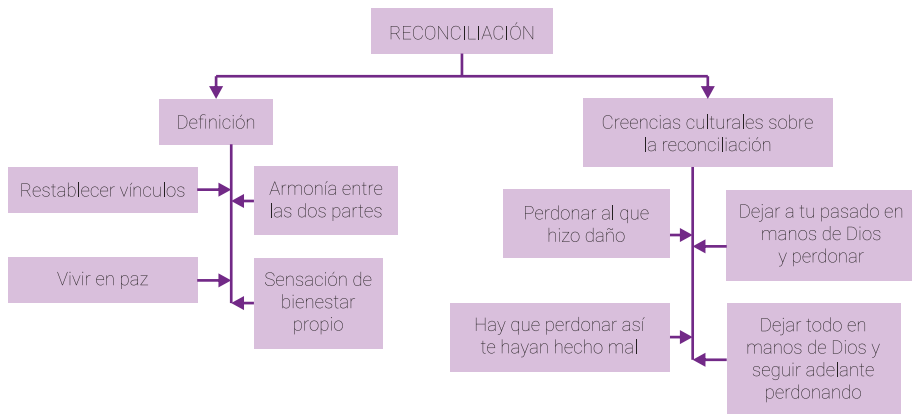 RECONCILIACIÓN
Definición
Restablecer vínculos
Armonía entre
las dos partes
Vivir en paz
Sensación de
bienestar
propio
Creencias culturales sobre
la reconciliación
Perdonar al que
hizo daño
Dejar a tu pasado en
manos de Dios
y perdonar
Hay que perdonar así
te hayan hecho mal
Dejar todo en
manos de Dios y
seguir adelante
perdonando